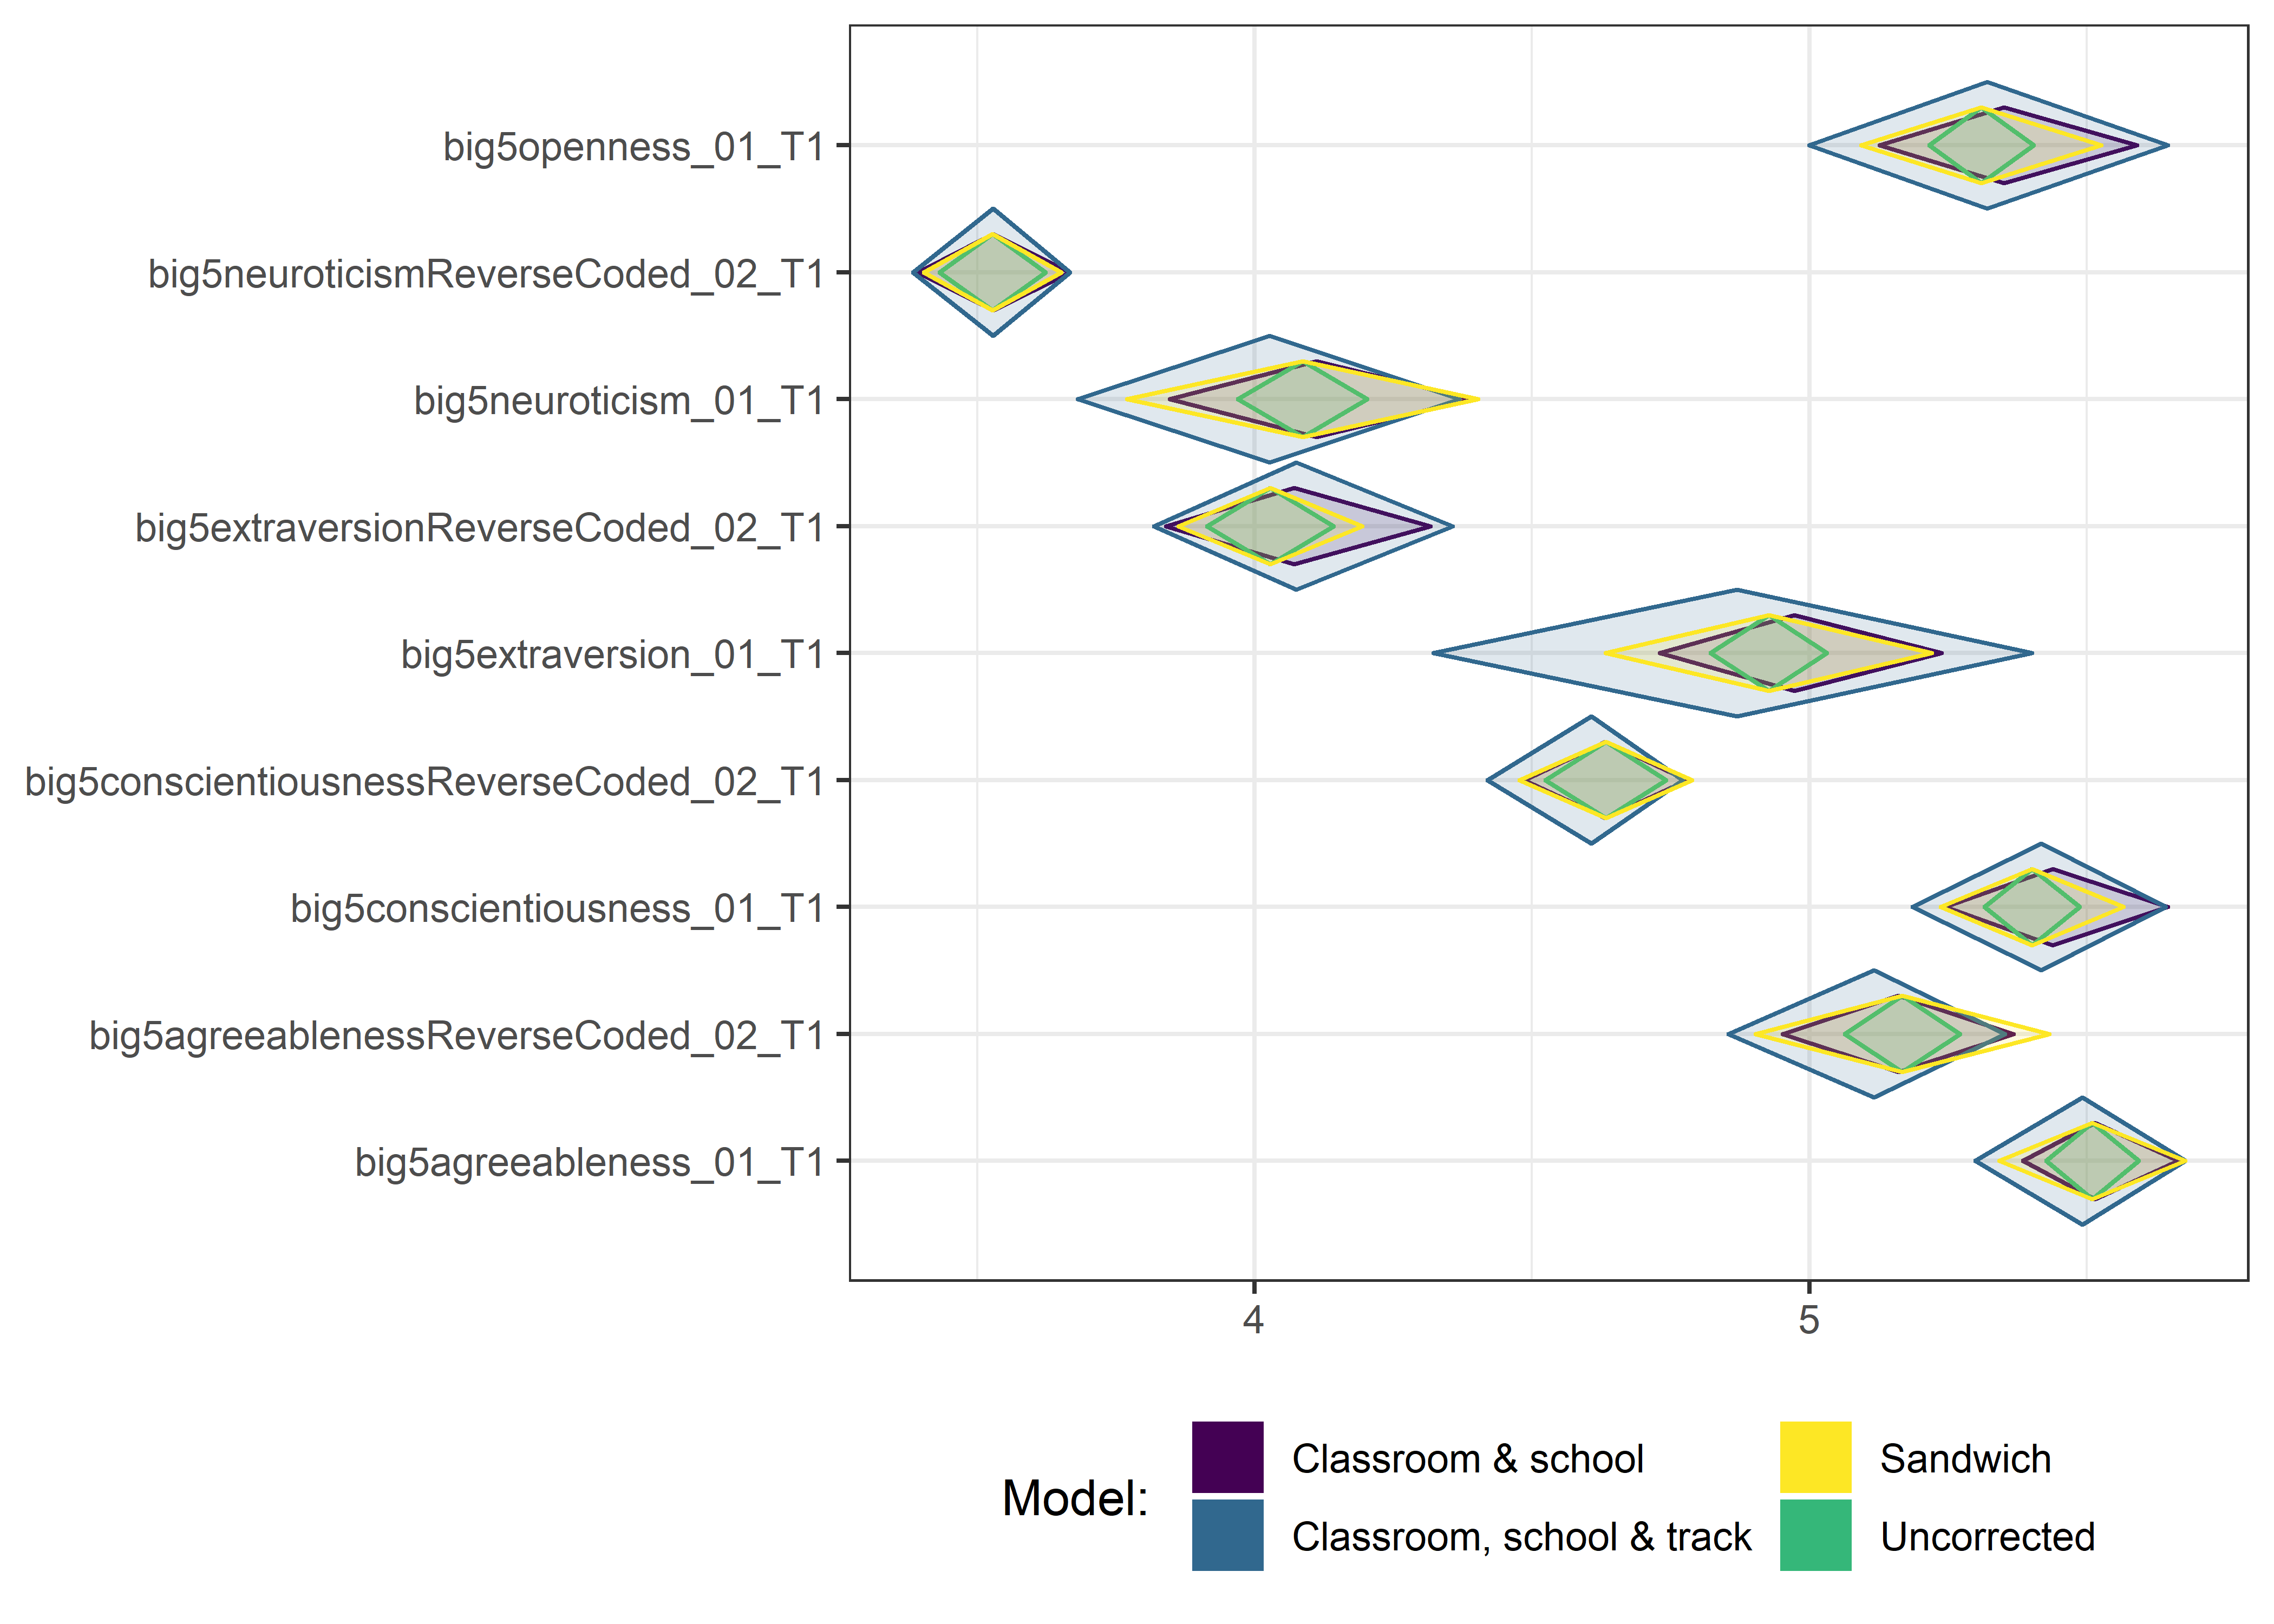 big5openness_01_T1
big5neuroticismReverseCoded_02_T1
big5neuroticism_01_T1
big5extraversionReverseCoded_02_T1
big5extraversion_01_T1
big5conscientiousnessReverseCoded_02_T1
big5conscientiousness_01_T1
big5agreeablenessReverseCoded_02_T1
big5agreeableness_01_T1
4 5
Model:
Classroom & school
Classroom, school & track
Sandwich
Uncorrected